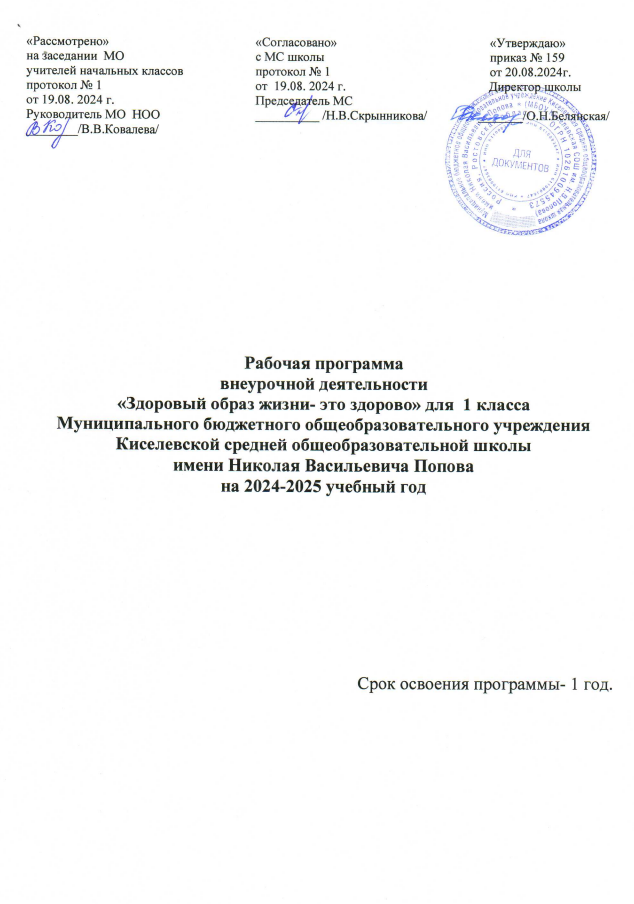 «Рассмотрено»
на заседании МО
учителей начальных классов
протокол № 1
от 19.08. 2024 г.
Руководитель МО НОО
________/В.В.Ковалева/
«Согласовано»
с МС школы
протокол № 1
от 19.08. 2024 г.
Председатель МС
__________ /Н.В.Скрынникова/
«Утверждаю»
приказ № 159
от 20.08.2024г.
Директор школы
__________/О.Н.Белянская/
ДЛЯ
ДОКУМЕНТОВ
Рабочая программа
внеурочной деятельности
«Здоровый образ жизни- это здорово» для 1 класса
Муниципального бюджетного общеобразовательного учреждения
Киселевской средней общеобразовательной школы
имени Николая Васильевича Попова
на 2024-2025 учебный год
Срок освоения программы- 1 год.